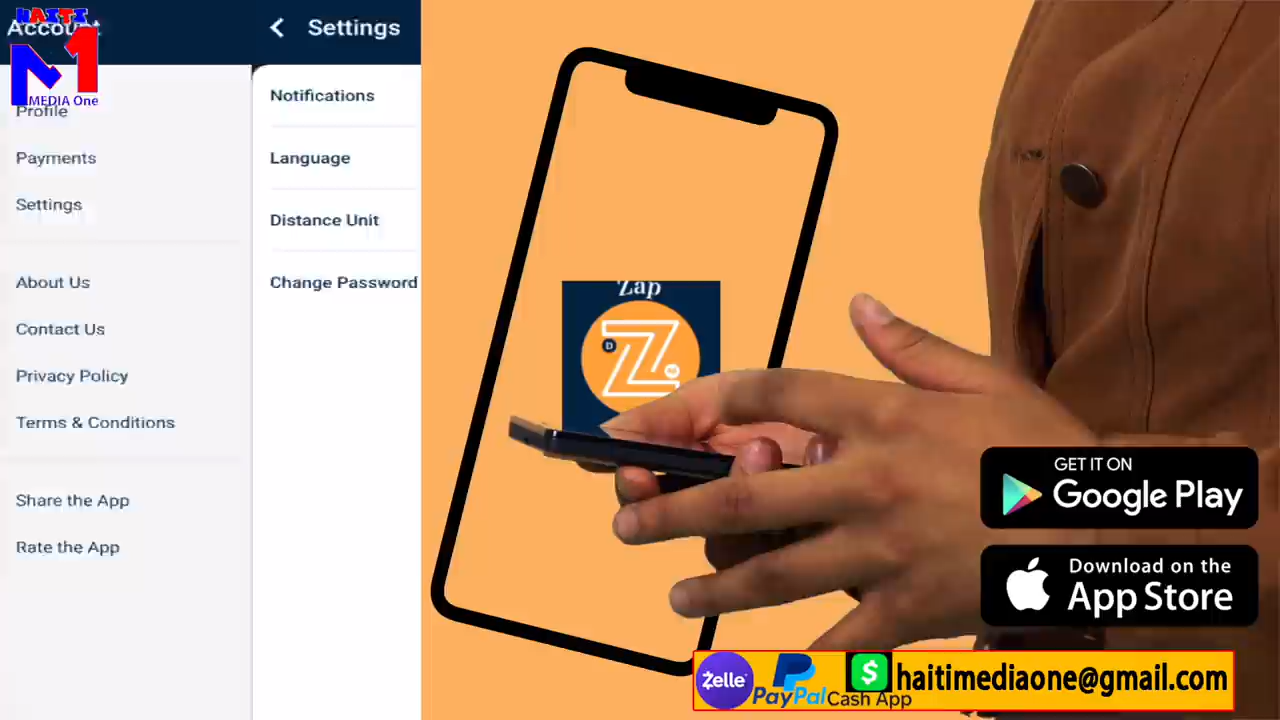 HAITI
M1
MEDIA One
Account
Profile
Payments
Settings
About Us
Contact Us
Privacy Policy
Terms & Conditions
Share the App
Rate the App
Settings
Notifications
Language
Distance Unit
Change Password
Zap
D
Z
GET IT ON
Google Play
Download on the
App Store
Zelle
PayPal
$
Cash App
haitimediaone@gmail.com